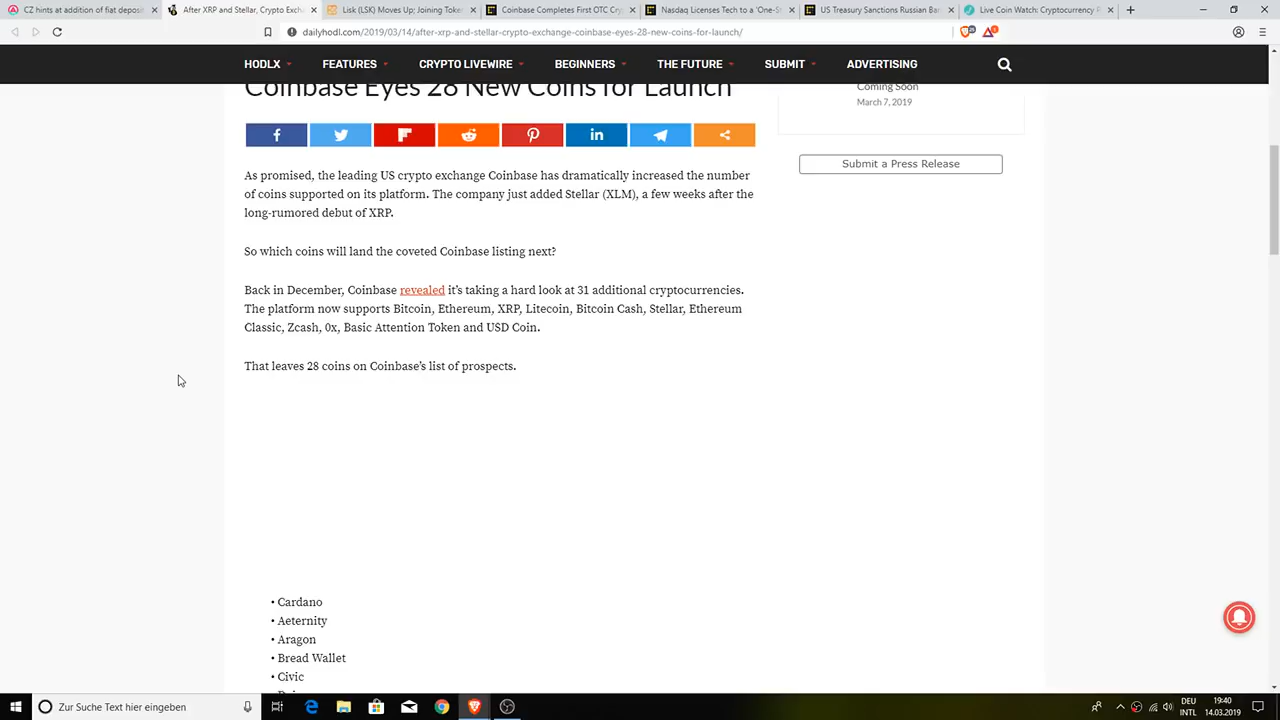 CZ hints at addition of fiat deposi
After XRP and Stellar, Crypto Excha
Lisk (LSK) Moves Up; Joining Token
Coinbase Completes First OTC Cry
Nasdaq Licenses Tech to a 'One-S
US Treasury Sanctions Russian Ban
Live Coin Watch: Cryptocurrency P
dailyhodl.com/2019/03/14/after-xrp-and-stellar-crypto-exchange-coinbase-eyes-28-new-coins-for-launch/
HODLX
FEATURES
CRYPTO LIVEWIRE
BEGINNERS
THE FUTURE
SUBMIT
ADVERTISING
Coinbase Eyes 28 New Coins for Launch
Coming Soon
March 7, 2019
Submit a Press Release
As promised, the leading US crypto exchange Coinbase has dramatically increased the number
of coins supported on its platform. The company just added Stellar (XLM), a few weeks after the
long-rumored debut of XRP.
So which coins will land the coveted Coinbase listing next?
Back in December, Coinbase revealed it's taking a hard look at 31 additional cryptocurrencies.
The platform now supports Bitcoin, Ethereum, XRP, Litecoin, Bitcoin Cash, Stellar, Ethereum
Classic, Zcash, 0x, Basic Attention Token and USD Coin.
That leaves 28 coins on Coinbase's list of prospects.
• Cardano
• Aeternity
• Aragon
• Bread Wallet
• Civic
Zur Suche Text hier eingeben
DEU
INTL
19:40
14.03.2019